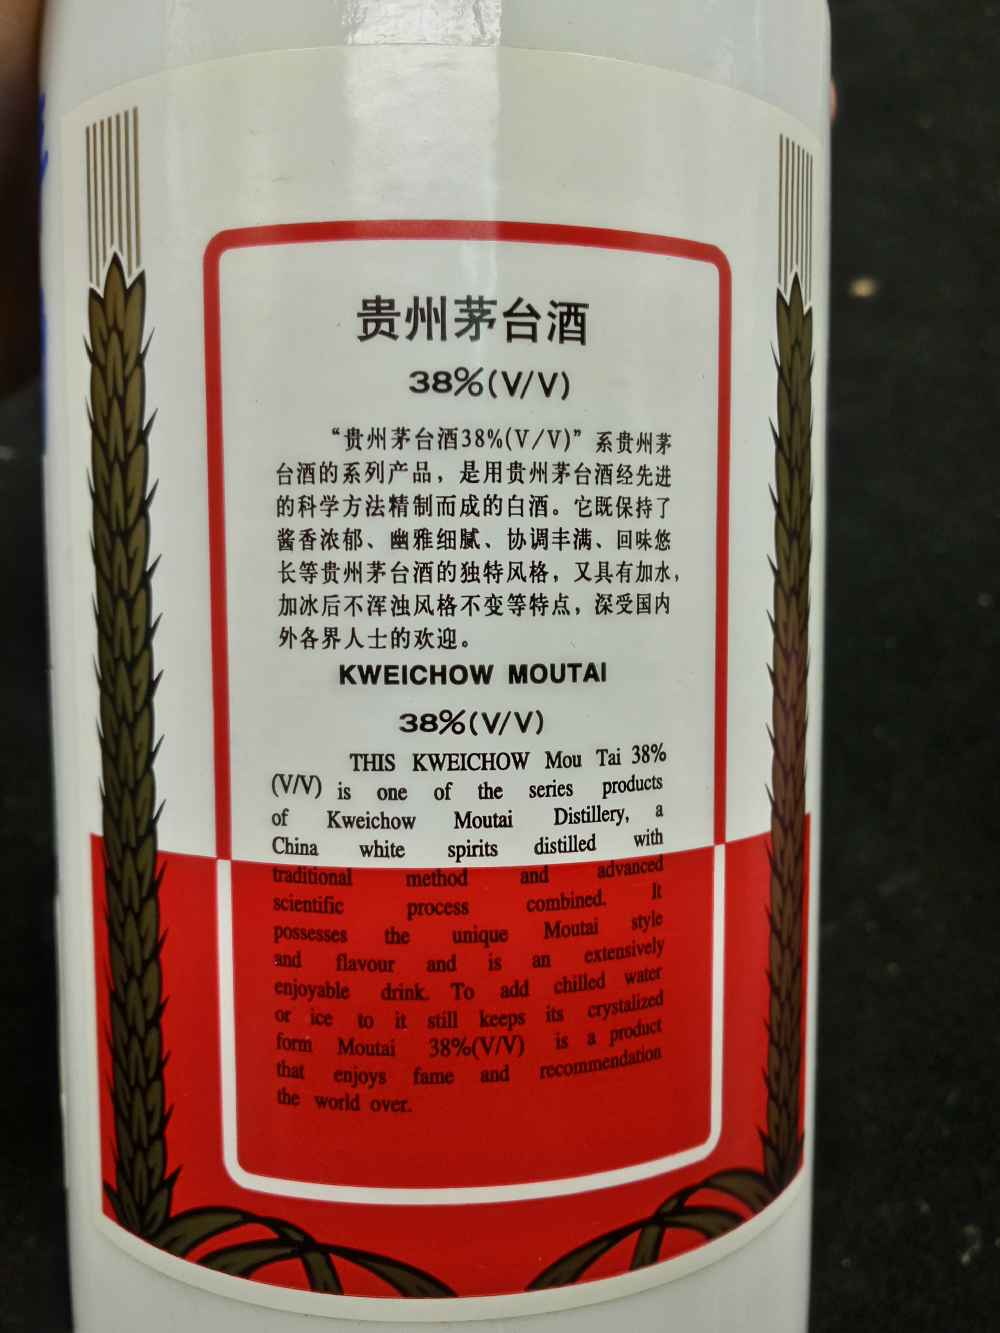 贵州茅台酒
38%(V/V)
“贵州茅台酒38%(V/V)”系贵州茅
台酒的系列产品，是用贵州茅台酒经先进
的科学方法精制而成的白酒。它既保持了
酱香浓郁、幽雅细腻、协调丰满、回味悠
长等贵州茅台酒的独特风格，又具有加水，
加冰后不浑浊风格不变等特点，深受国内
外各界人士的欢迎。
KWEICHOW MOUTAI
38%(V/V)
THIS KWEICHOW Mou Tai 38%
(V/V) is one of the series products
of Kweichow Moutai Distillery, a
China white spirits distilled with
traditional method and advanced
scientific process combined. It
possesses the unique Moutai style
and flavour and is an extensively
enjoyable drink. To add chilled water
or ice to it still keeps its crystalized
form Moutai 38%(V/V) is a product
that enjoys fame and recommendation
the world over.